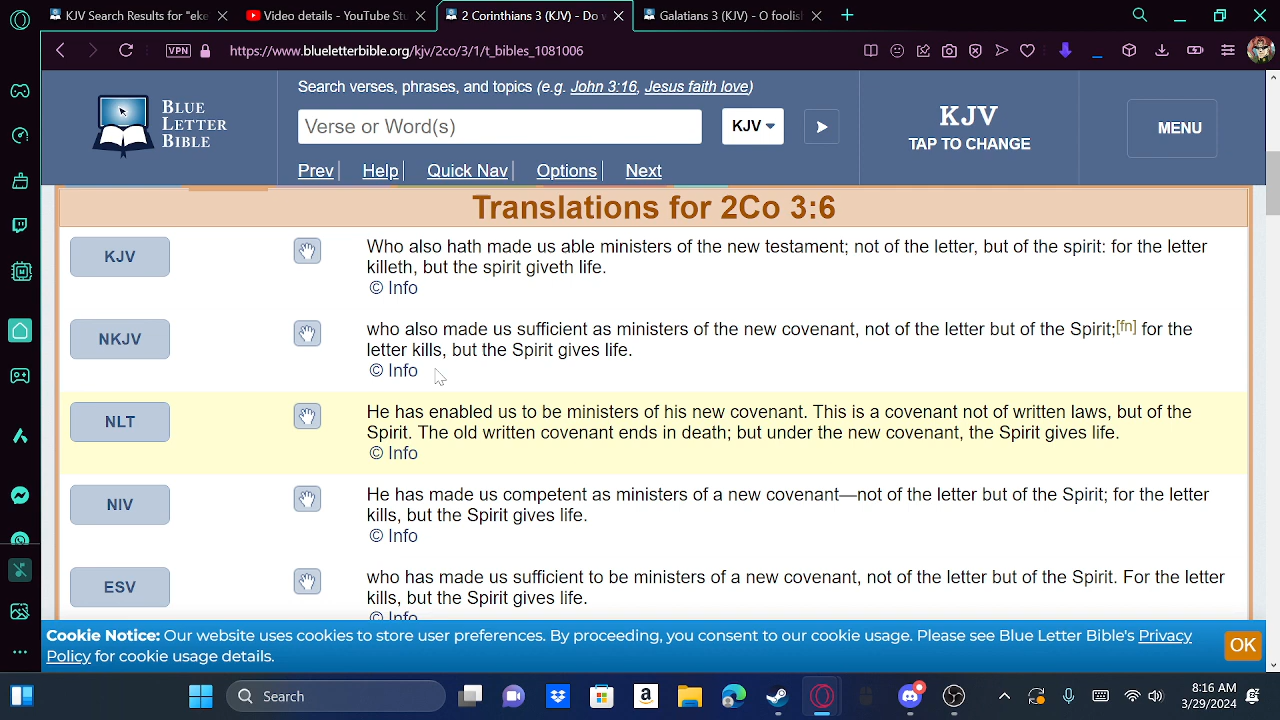 KJV Search Results for "eke
Video details - YouTube Stu
2 Corinthians 3 (KJV) - Do w
Galatians 3 (KJV) - O foolish
VPN
https://www.blueletterbible.org/kjv/2co/3/1/t_bibles_1081006
BLUE
LETTER
BIBLE
Search verses, phrases, and topics (e.g. John 3:16, Jesus faith love)
Verse or Word(s)
KJV
Prev
Help
Quick Nav
Options
Next
KJV
TAP TO CHANGE
MENU
Translations for 2Co 3:6
KJV
Who also hath made us able ministers of the new testament; not of the letter, but of the spirit: for the letter
killeth, but the spirit giveth life.
© Info
NKJV
who also made us sufficient as ministers of the new covenant, not of the letter but of the Spirit;[fn] for the
letter kills, but the Spirit gives life.
© Info
NLT
He has enabled us to be ministers of his new covenant. This is a covenant not of written laws, but of the
Spirit. The old written covenant ends in death; but under the new covenant, the Spirit gives life.
© Info
NIV
He has made us competent as ministers of a new covenant—not of the letter but of the Spirit; for the letter
kills, but the Spirit gives life.
© Info
ESV
who has made us sufficient to be ministers of a new covenant, not of the letter but of the Spirit. For the letter
kills, but the Spirit gives life.
© Info
Cookie Notice: Our website uses cookies to store user preferences. By proceeding, you consent to our cookie usage. Please see Blue Letter Bible's Privacy
Policy for cookie usage details.
OK
Search
8:16 AM
3/29/2024